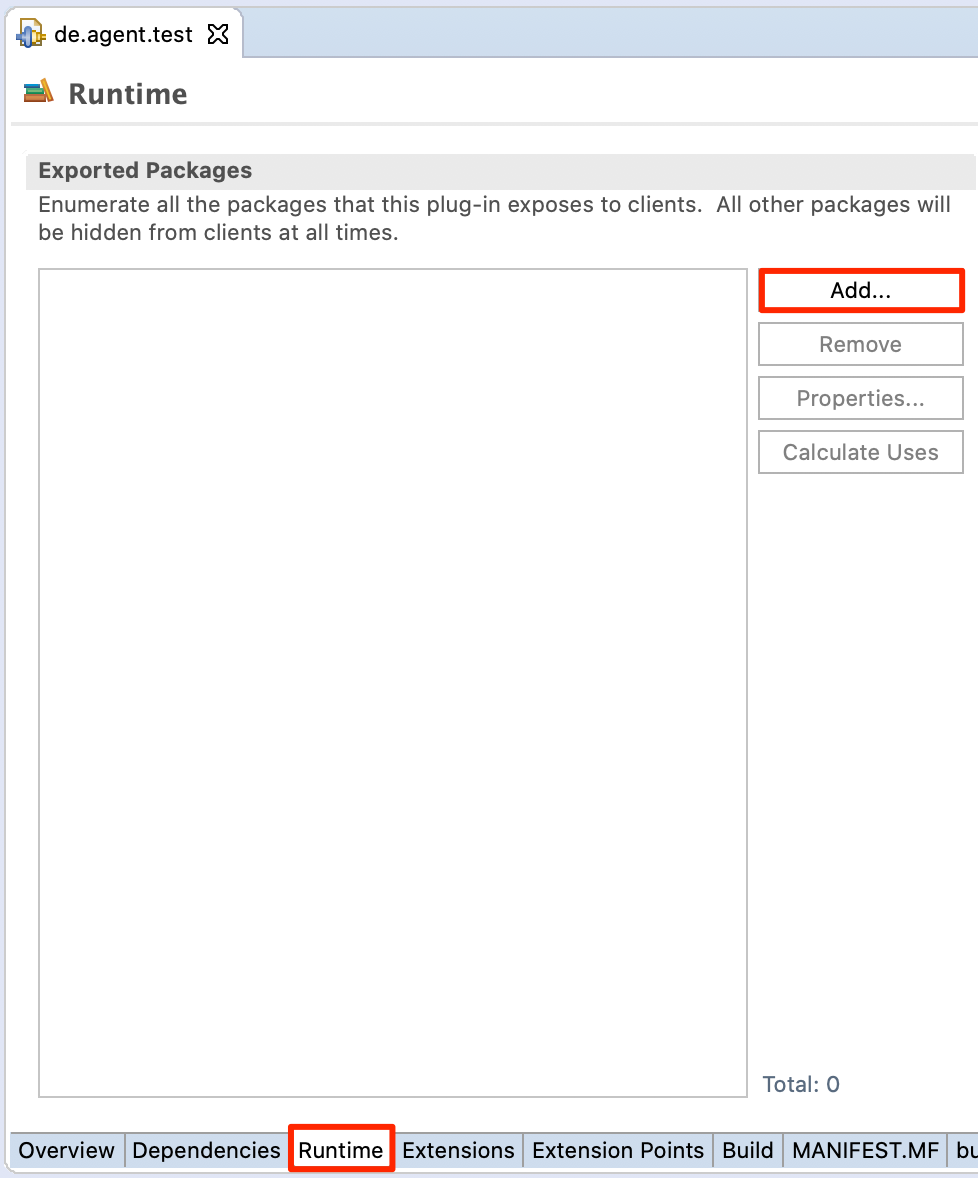 de.agent.test
Runtime
Exported Packages
Enumerate all the packages that this plug-in exposes to clients.  All other packages will
be hidden from clients at all times.
Add...
Remove
Properties...
Calculate Uses
Total: 0
Overview Dependencies Runtime Extensions Extension Points Build MANIFEST.MF bu